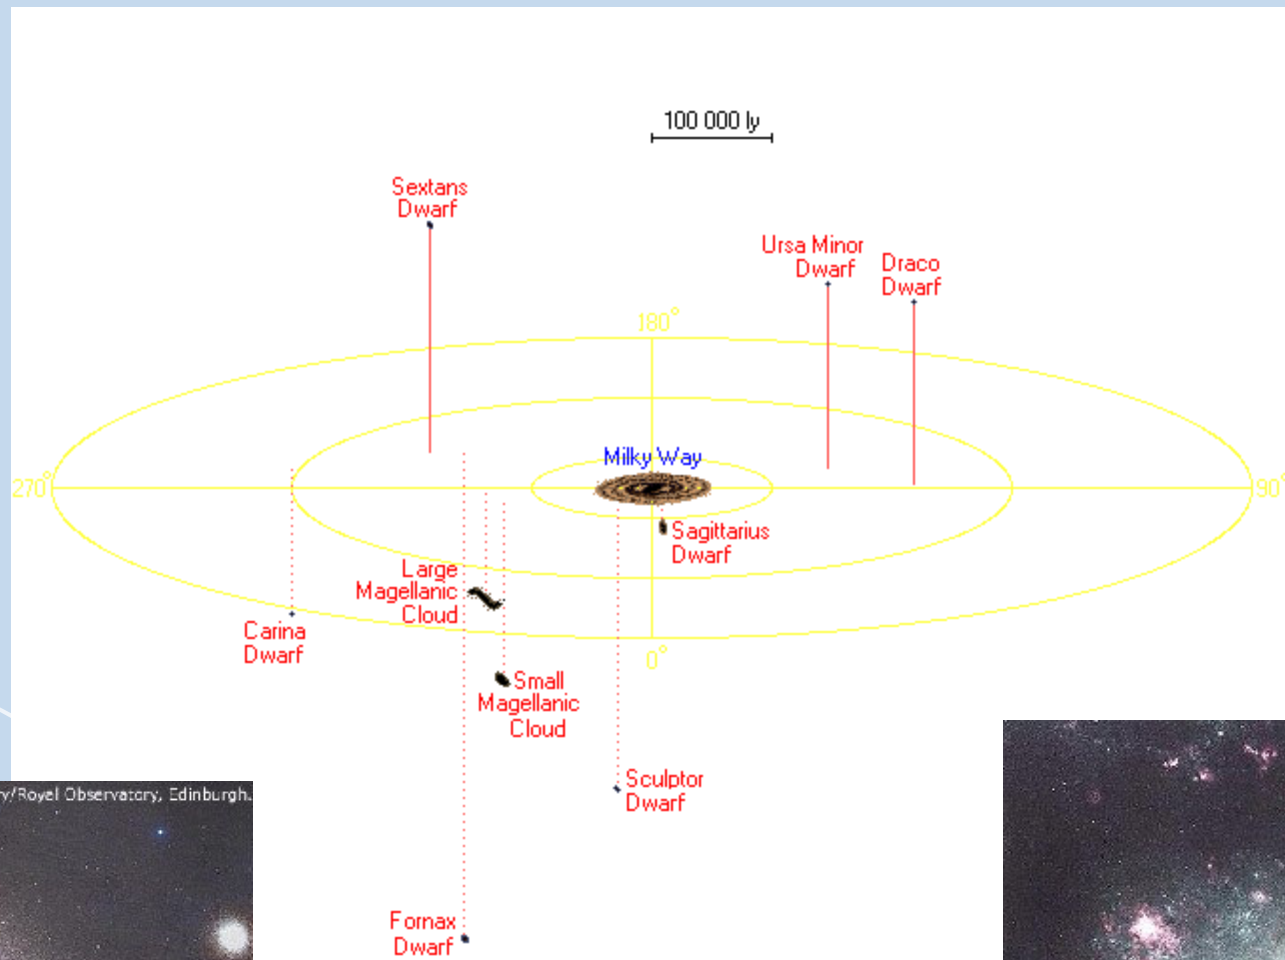 100 000 ly
Sextans
Dwarf
Ursa Minor
Dwarf
Draco
Dwarf
180°
Milky Way
270°
90°
Sagittarius
Dwarf
Large
Magellanic
Cloud
Carina
Dwarf
0°
Small
Magellanic
Cloud
Sculptor
Dwarf
y/Royal Observatory, Edinburgh.
Fornax
Dwarf